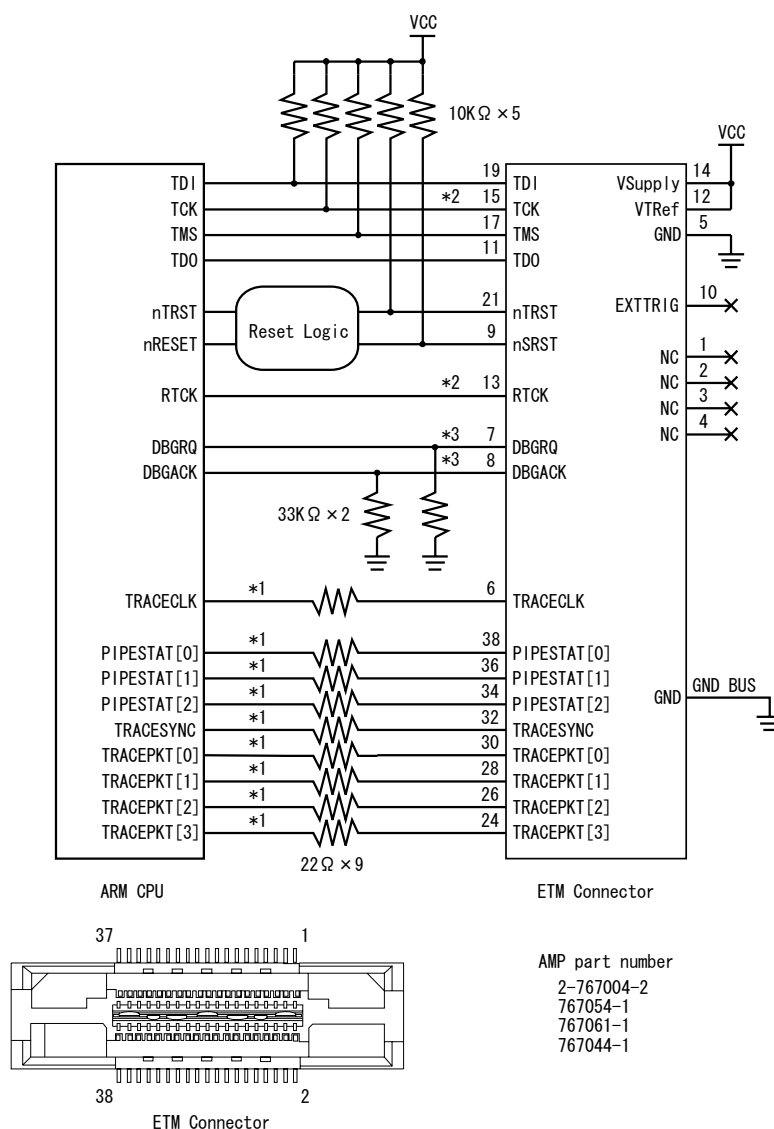 VCC
10KΩ×5
VCC
TDI 19 TDI VSupply 14
TCK *2 15 TCK VTRef 12
TMS 17 TMS GND 5
TDO 11 TDO
nTRST 21 nTRST EXTTRIG 10
Reset Logic
nRESET 9 nSRST
NC 1
NC 2
NC 3
NC 4
RTCK *2 13 RTCK
DBGRQ *3 7 DBGRQ
DBGACK *3 8 DBGACK
33KΩ×2
TRACECLK *1 6 TRACECLK
PIPESTAT[0] *1 38 PIPESTAT[0]
PIPESTAT[1] *1 36 PIPESTAT[1]
PIPESTAT[2] *1 34 PIPESTAT[2]
GND GND BUS
TRACESYNC *1 32 TRACESYNC
TRACEPKT[0] *1 30 TRACEPKT[0]
TRACEPKT[1] *1 28 TRACEPKT[1]
TRACEPKT[2] *1 26 TRACEPKT[2]
TRACEPKT[3] *1 24 TRACEPKT[3]
22Ω×9
ARM CPU
ETM Connector
37 1
38 2
ETM Connector
AMP part number
2-767004-2
767054-1
767061-1
767044-1